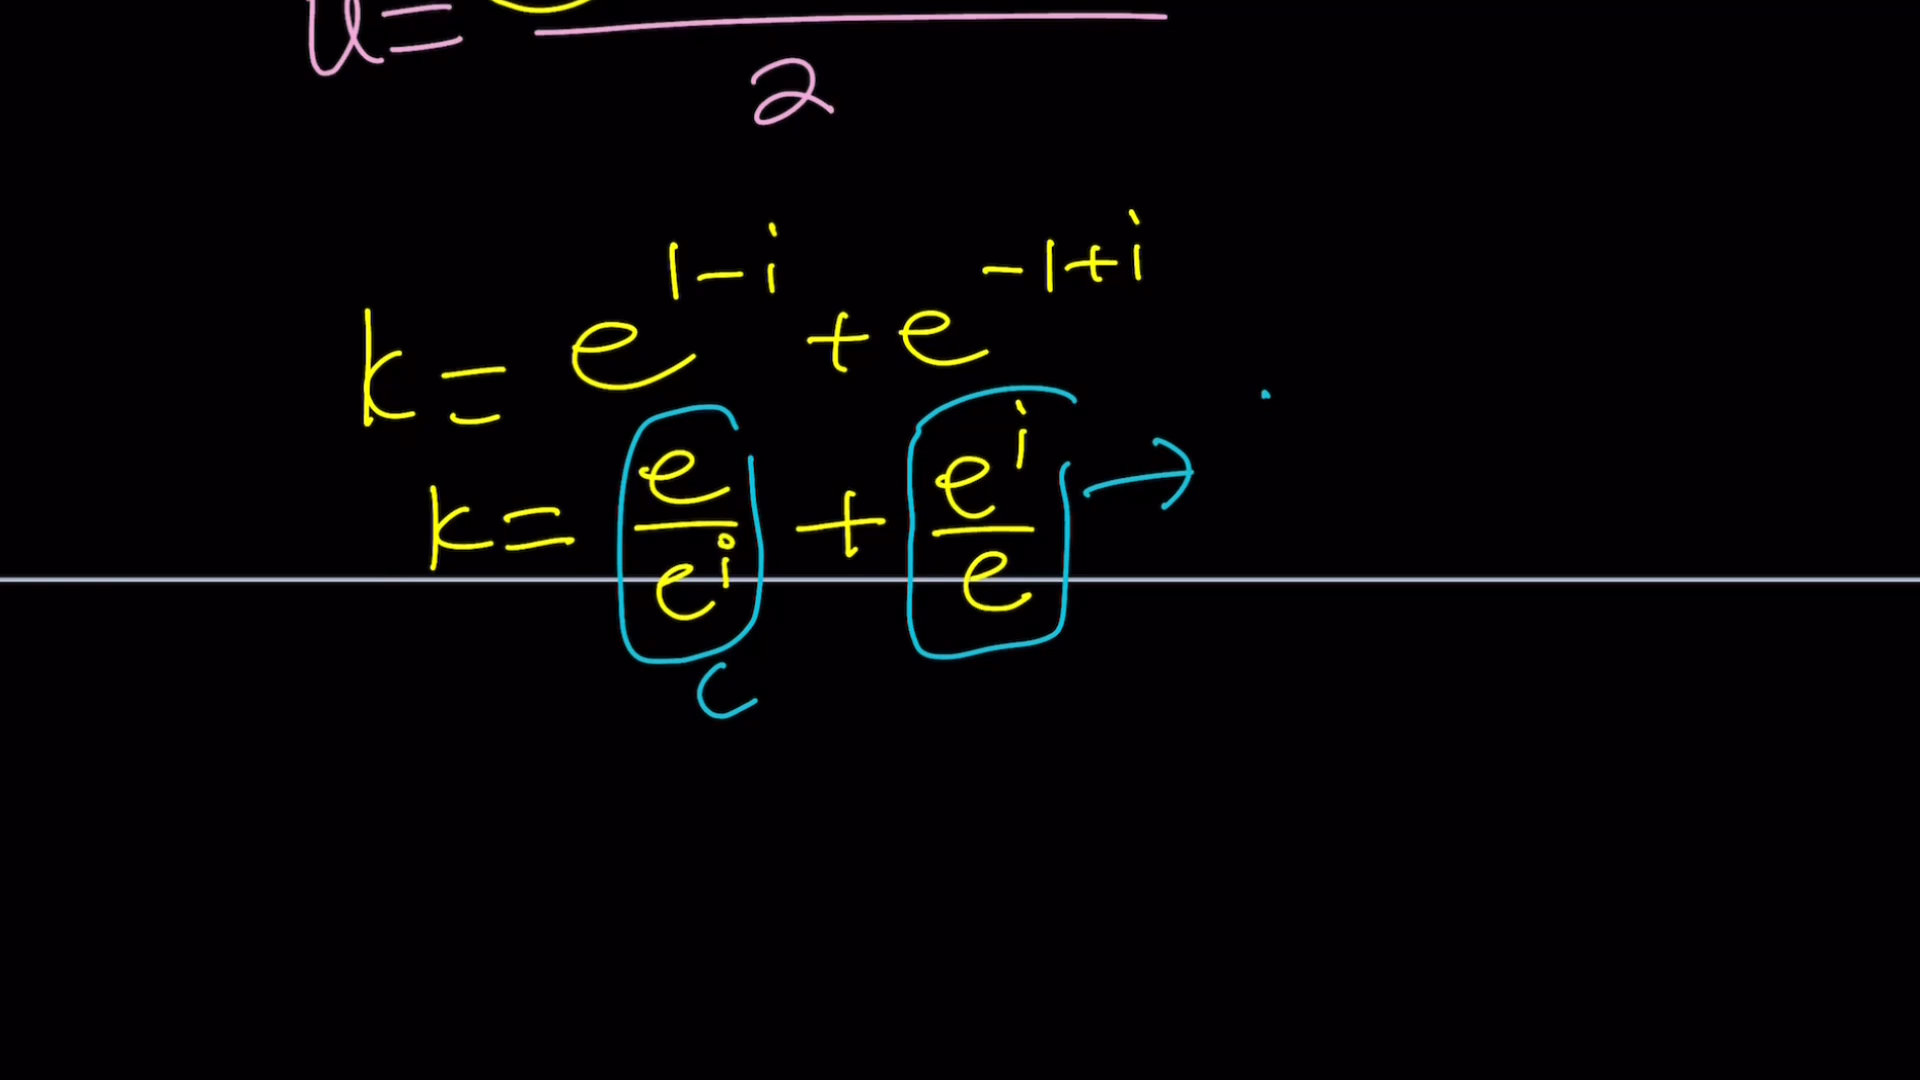 u = —
2
k = e^{1-i} + e^{-1+i}
k = e/e^i + e^i/e →
c